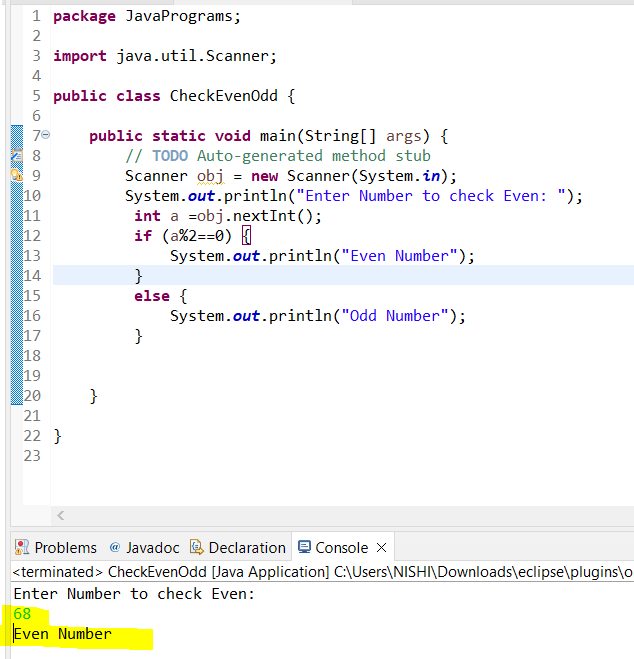 1 package JavaPrograms;
2
3 import java.util.Scanner;
4
5 public class CheckEvenOdd {
6
7 public static void main(String[] args) {
8 // TODO Auto-generated method stub
9 Scanner obj = new Scanner(System.in);
10 System.out.println("Enter Number to check Even: ");
11 int a =obj.nextInt();
12 if (a%2==0) {
13 System.out.println("Even Number");
14 }
15 else {
16 System.out.println("Odd Number");
17 }
18
19
20 }
21
22 }
23
Problems @ Javadoc Declaration Console
<terminated> CheckEvenOdd [Java Application] C:\Users\NISHI\Downloads\eclipse\plugins\o
Enter Number to check Even:
68
Even Number